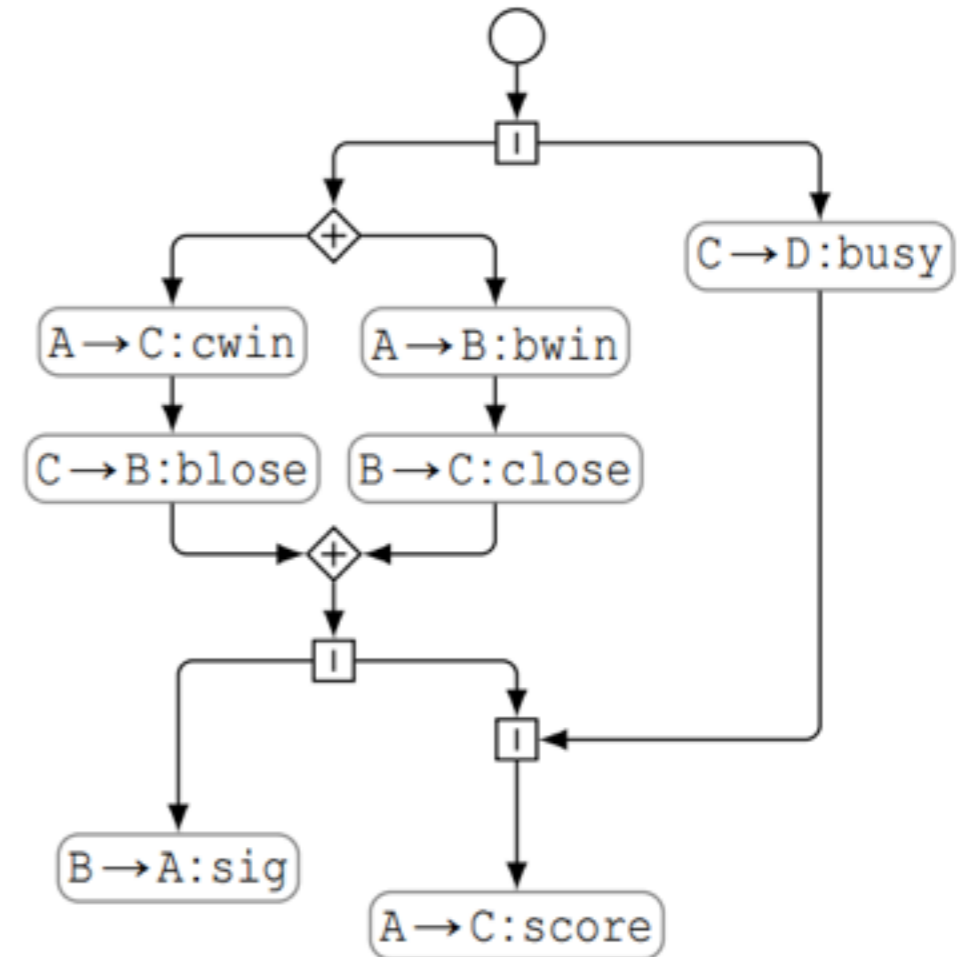 |
+
C→D:busy
A→C:cwin
A→B:bwin
C→B:blose
B→C:close
+
|
|
B→A:sig
A→C:score